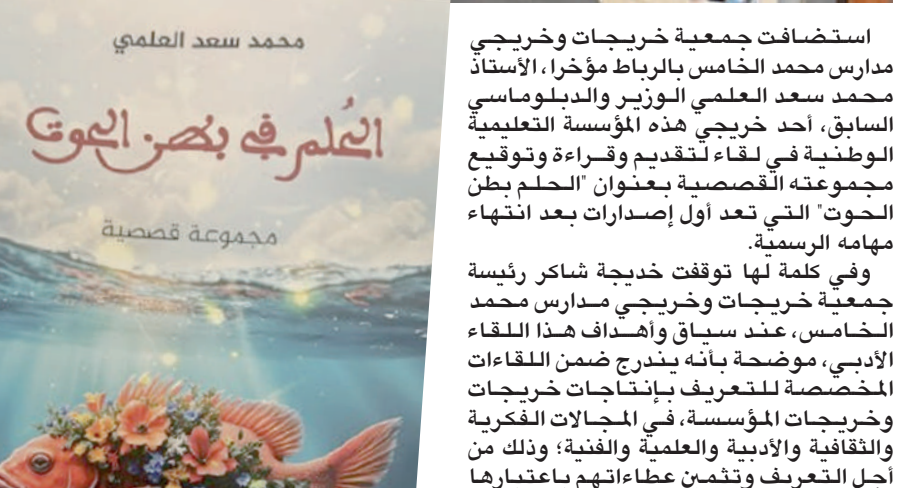 محمد سعد العلمي
الحُلم في بطن الحوت
مجموعة قصصية
استضافت جمعية خريجات وخريجي
مدارس محمد الخامس بالرباط مؤخرا، الأستاذ
محمد سعد العلمي الوزير والدبلوماسي
السابق، أحد خريجي هذه المؤسسة التعليمية
الوطنية في لقاء لتقديم وقراءة وتوقيع
مجموعته القصصية بعنوان "الحلم بطن
الحوت" التي تعد أول إصدارات بعد انتهاء
مهامه الرسمية.
وفي كلمة لها توقفت خديجة شاكر رئيسة
جمعية خريجات وخريجي مدارس محمد
الخامس، عند سياق وأهداف هذا اللقاء
الأدبي، موضحة بأنه يندرج ضمن اللقاءات
المخصصة للتعريف بإنتاجات خريجات
وخريجات المؤسسة، في المجالات الفكرية
والثقافية والأدبية والعلمية والفنية؛ وذلك من
أجل التعريف وتثمين عطاءاتهم باعتبارها